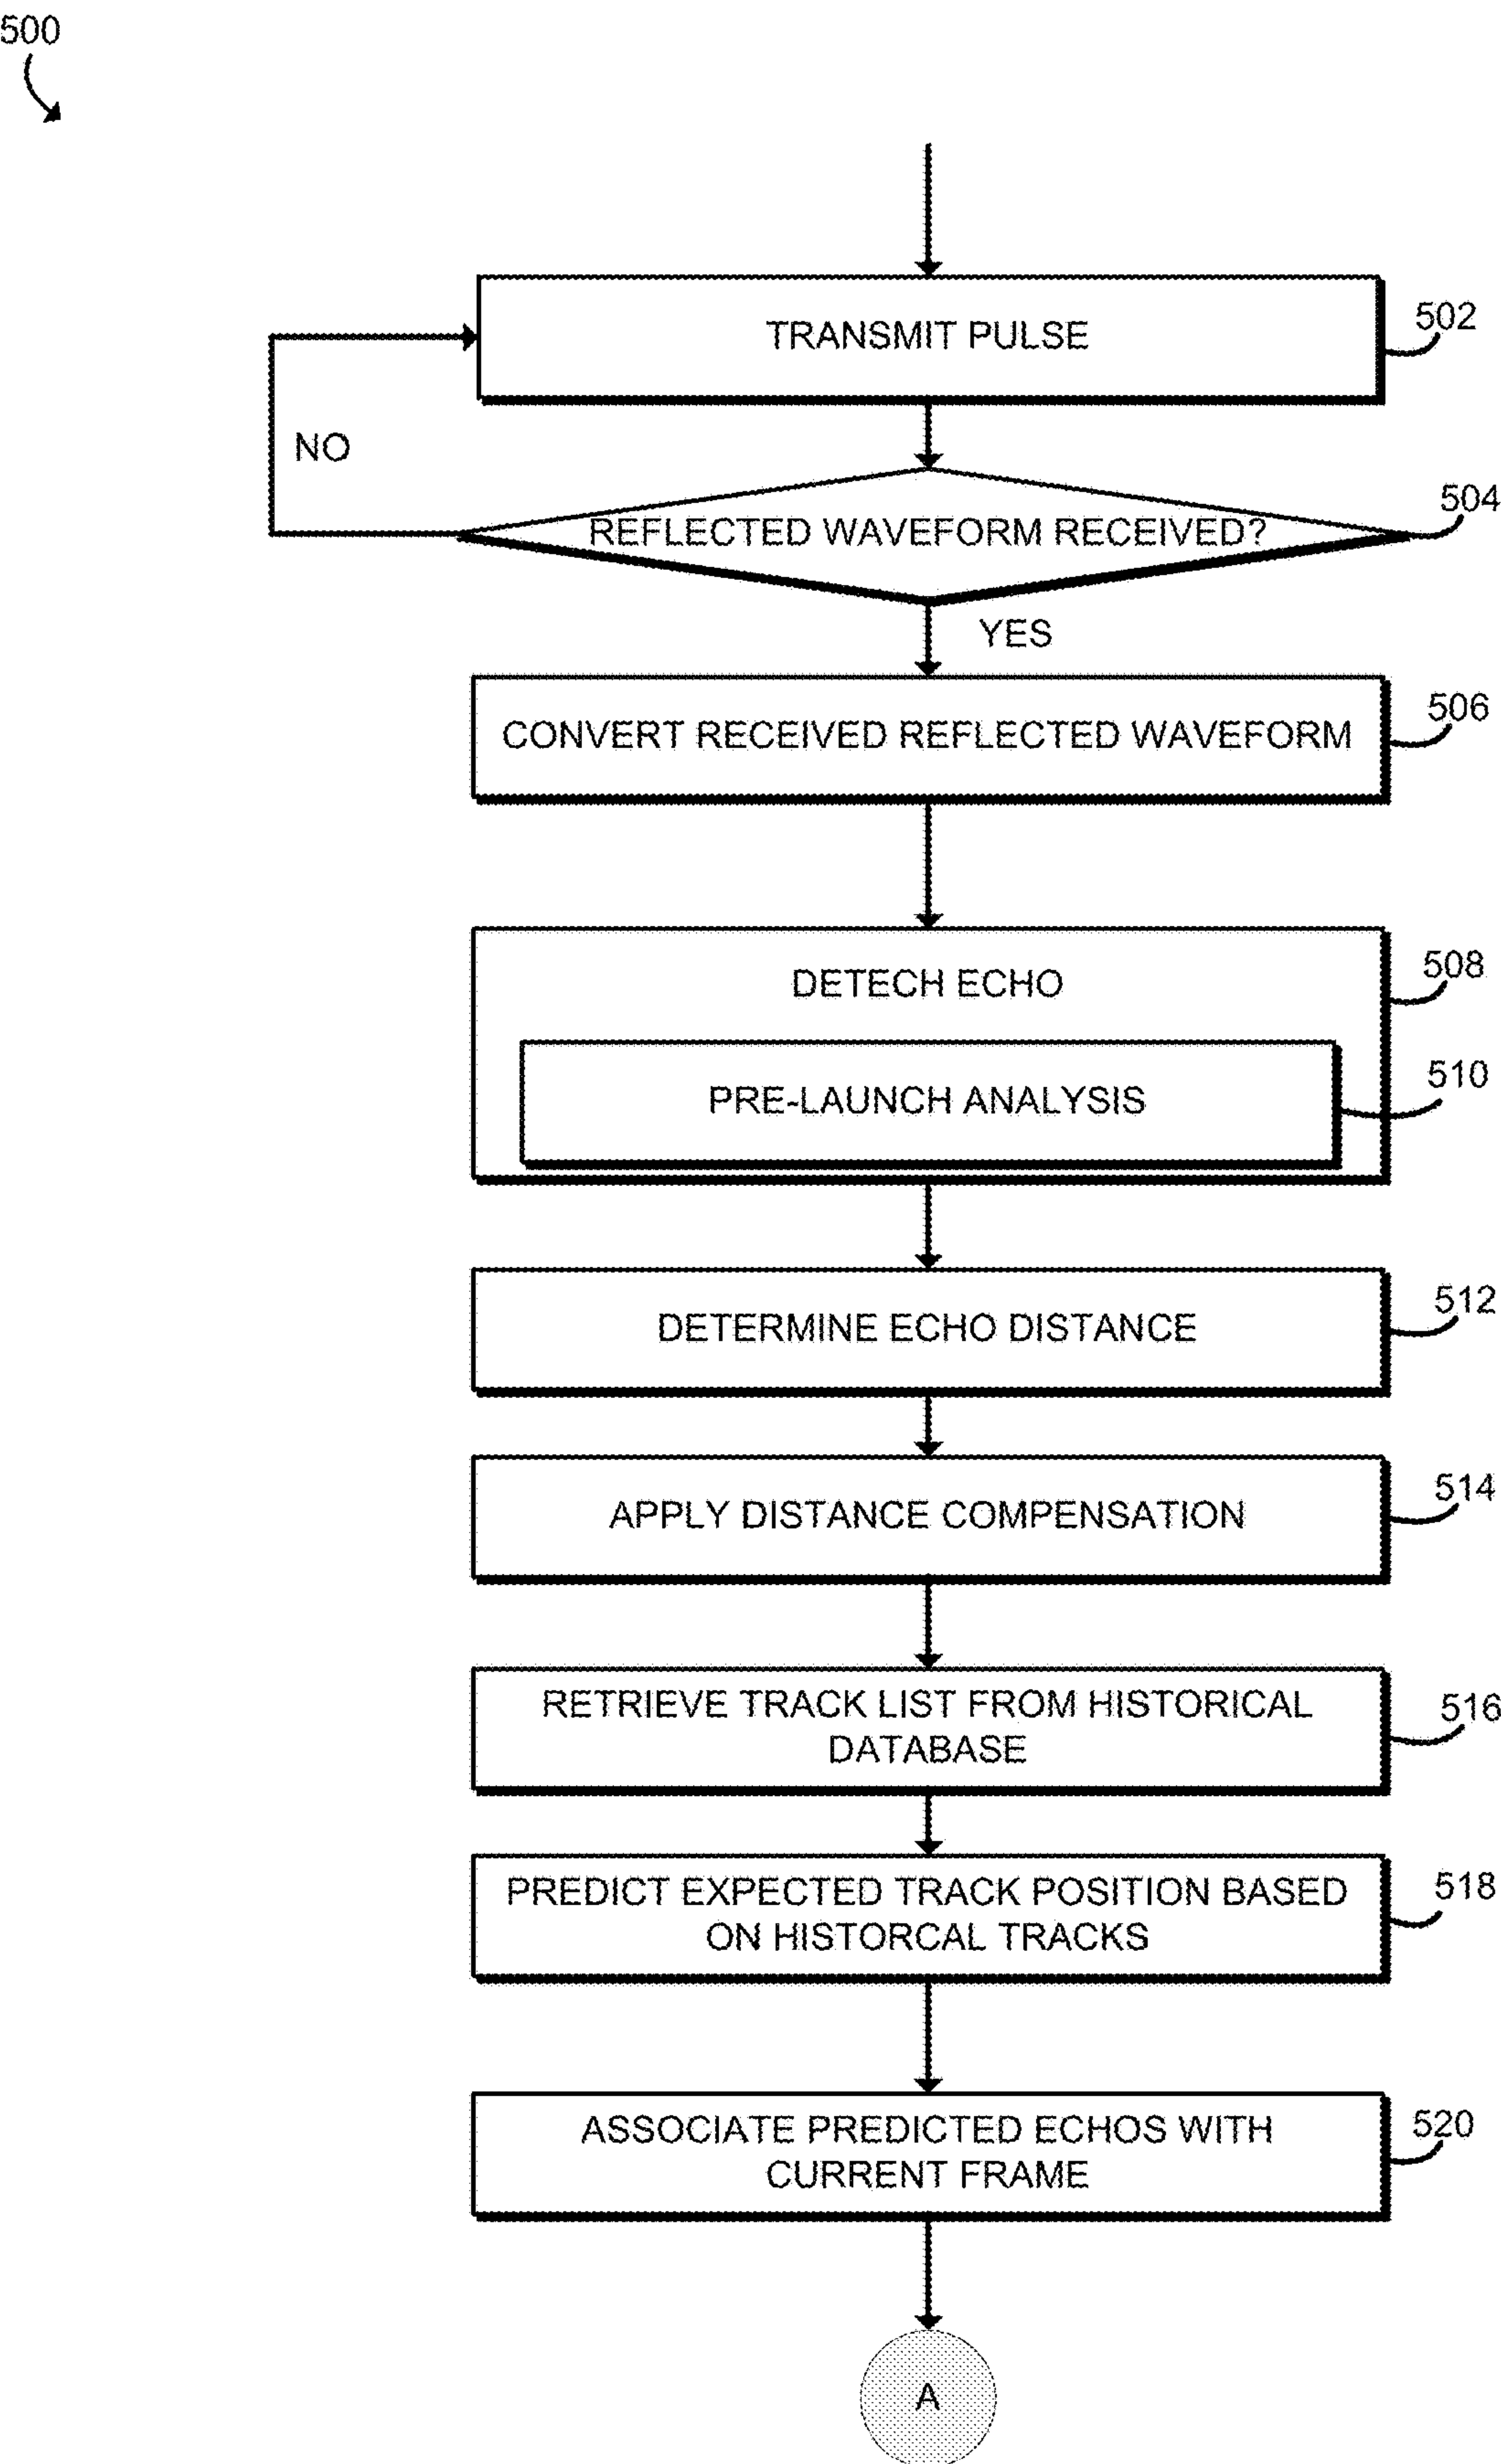 500
TRANSMIT PULSE
502
NO
REFLECTED WAVEFORM RECEIVED?
504
YES
CONVERT RECEIVED REFLECTED WAVEFORM
506
DETECH ECHO
508
PRE-LAUNCH ANALYSIS
510
DETERMINE ECHO DISTANCE
512
APPLY DISTANCE COMPENSATION
514
RETRIEVE TRACK LIST FROM HISTORICAL
DATABASE
516
PREDICT EXPECTED TRACK POSITION BASED
ON HISTORCAL TRACKS
518
ASSOCIATE PREDICTED ECHOS WITH
CURRENT FRAME
520
A